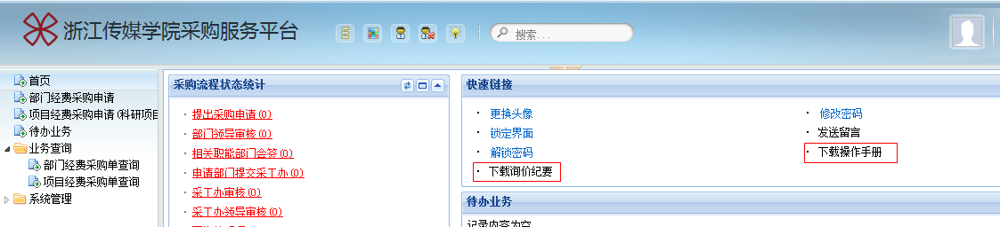 浙江传媒学院采购服务平台
搜索...
首页
部门经费采购申请
项目经费采购申请(科研项目
待办业务
业务查询
部门经费采购单查询
项目经费采购单查询
系统管理
采购流程状态统计
提出采购申请(0)
部门领导审核(0)
相关职能部门会签(0)
申请部门提交采工办(0)
采工办审核(0)
采工办领导审核(0)
快速链接
更换头像
修改密码
锁定界面
发送留言
解锁密码
下载操作手册
下载询价纪要
待办业务
记录内容为空